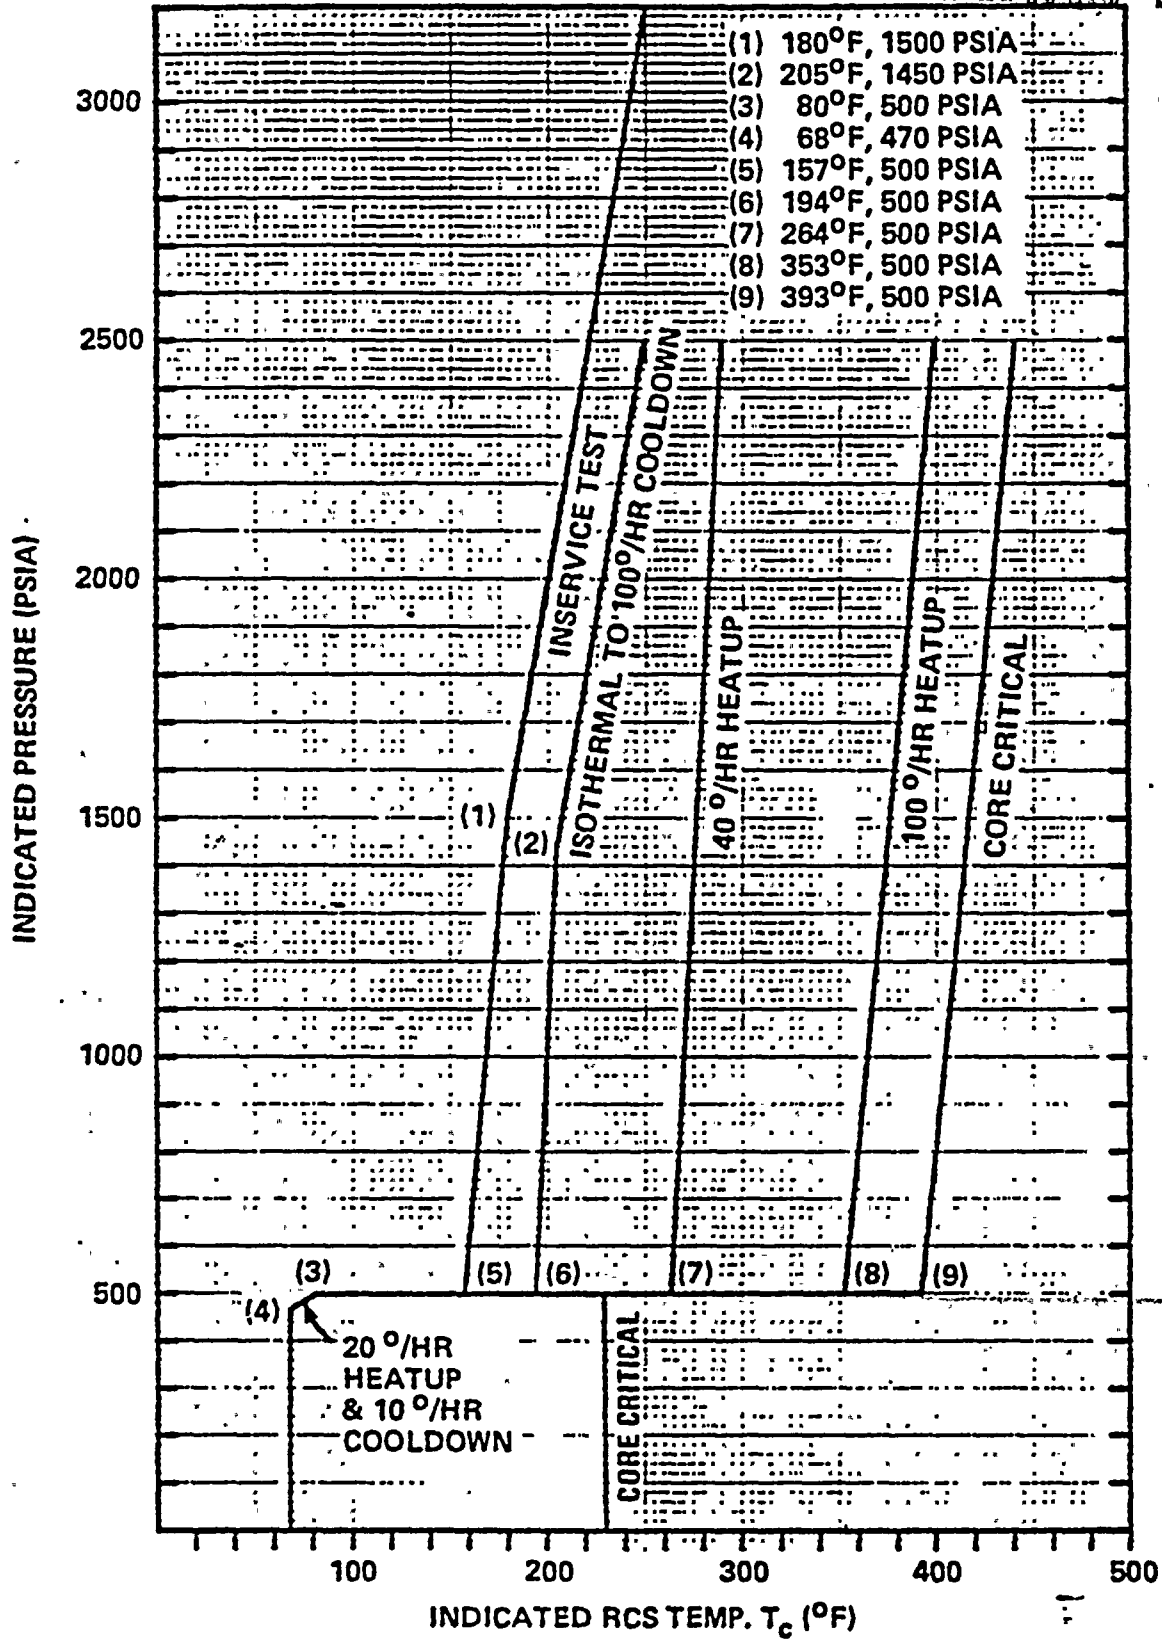 (1) 180°F, 1500 PSIA
(2) 205°F, 1450 PSIA
(3) 80°F, 500 PSIA
(4) 68°F, 470 PSIA
(5) 157°F, 500 PSIA
(6) 194°F, 500 PSIA
(7) 264°F, 500 PSIA
(8) 353°F, 500 PSIA
(9) 393°F, 500 PSIA
INDICATED PRESSURE (PSIA)
3000
2500
2000
1500
1000
500
INSERVICE TEST
ISOTHERMAL TO 100°/HR COOLDOWN
40°/HR HEATUP
100°/HR HEATUP
CORE CRITICAL
(1)
(2)
(3)
(4)
(5)
(6)
(7)
(8)
(9)
20°/HR
HEATUP
& 10°/HR
COOLDOWN
CORE CRITICAL
100
200
300
400
500
INDICATED RCS TEMP. Tc (°F)